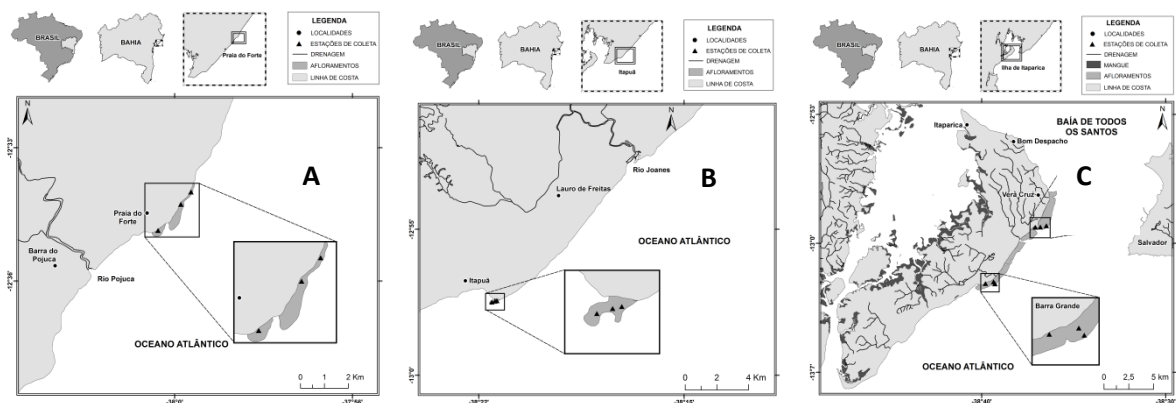 BRASIL
BAHIA
Praia do Forte
LEGENDA
LOCALIDADES
ESTAÇÕES DE COLETA
DRENAGEM
AFLORAMENTOS
LINHA DE COSTA
N
-12°33'
-12°36'
A
Praia do
Forte
Barra do
Pojuca
Rio Pojuca
OCEANO ATLÂNTICO
0 1 2 Km
-38°0'
-37°56'
BRASIL
BAHIA
Itapuã
LEGENDA
LOCALIDADES
ESTAÇÕES DE COLETA
DRENAGEM
AFLORAMENTOS
LINHA DE COSTA
N
Rio Joanes
B
Lauro de Freitas
-12°55'
OCEANO ATLÂNTICO
Itapuã
-13°0'
0 2 4 Km
-38°22'
-38°15'
BRASIL
BAHIA
Ilha de Itaparica
LEGENDA
LOCALIDADES
ESTAÇÕES DE COLETA
DRENAGEM
MANGUE
AFLORAMENTOS
LINHA DE COSTA
-12°53'
N
Itaparica
BAÍA DE TODOS
OS SANTOS
Bom Despacho
C
Vera Cruz
-13°0'
Salvador
Barra Grande
-13°7'
OCEANO ATLÂNTICO
0 2,5 5 km
-38°40'